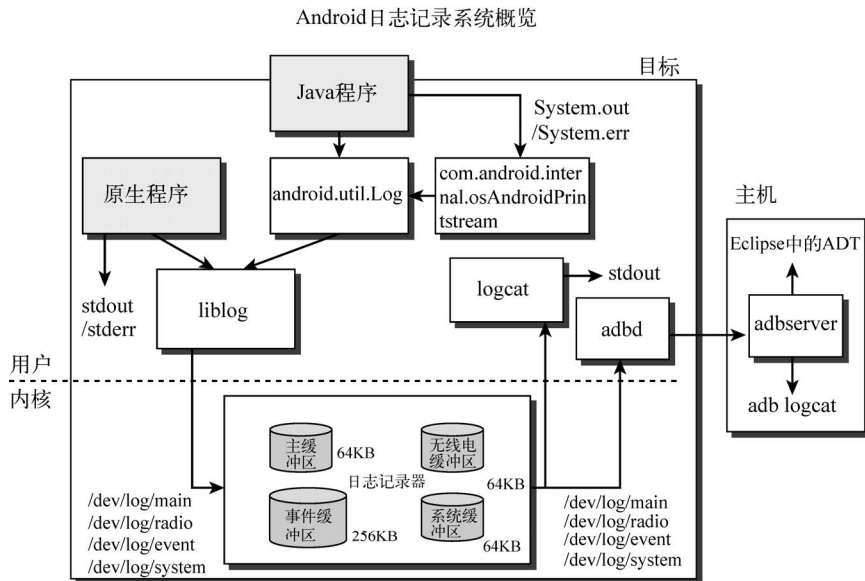 Android日志记录系统概览
目标
Java程序
System.out
/System.err
原生程序
android.util.Log
com.android.inter
nal.osAndroidPrin
tstream
主机
Eclipse中的ADT
stdout
/stderr
liblog
logcat
stdout
adbd
adbserver
adb logcat
用户
内核
主缓
冲区
64KB
无线电
缓冲区
64KB
日志记录器
事件缓
冲区
256KB
系统缓
冲区
64KB
/dev/log/main
/dev/log/radio
/dev/log/event
/dev/log/system
/dev/log/main
/dev/log/radio
/dev/log/event
/dev/log/system